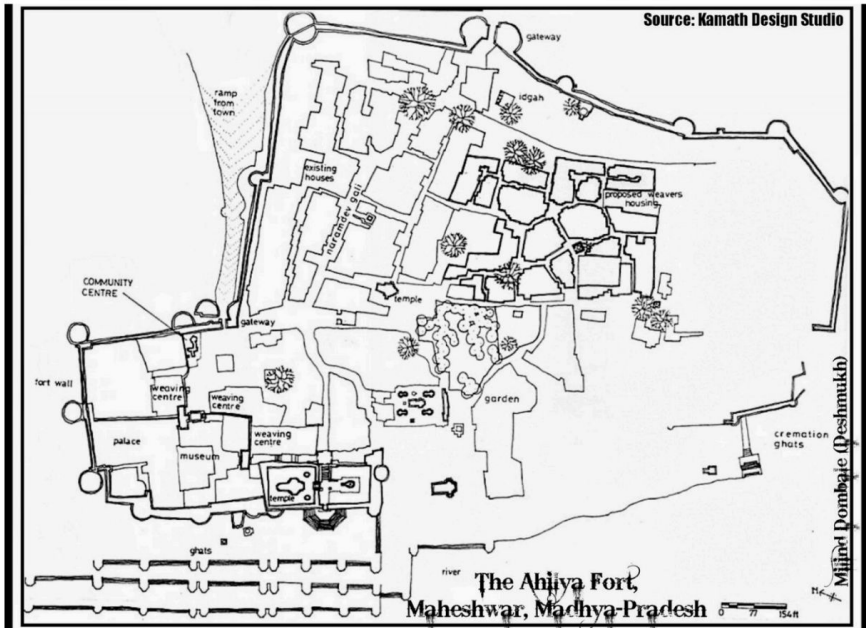 Source: Kamath Design Studio
gateway
ramp
from
town
idgah
existing
houses
naramdev gali
proposed weavers
housing
COMMUNITY
CENTRE
temple
gateway
fort wall
weaving
centre
weaving
centre
garden
palace
museum
weaving
centre
cremation
ghats
temple
ghats
river
The Ahilya Fort,
Maheshwar, Madhya-Pradesh
0 77 154ft
Milind Dombale (Deshmukh)